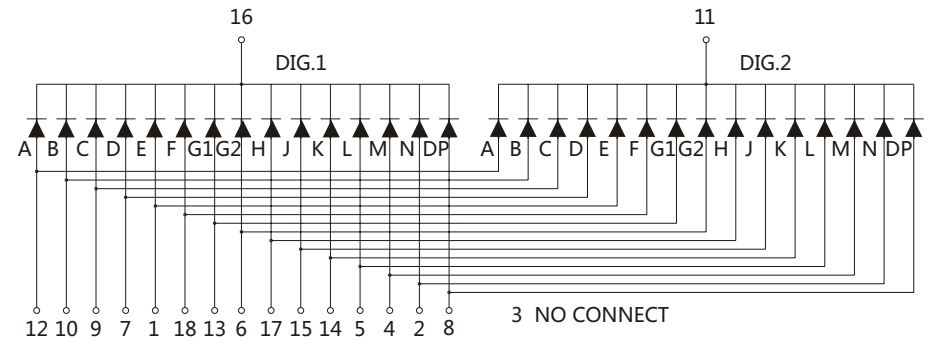 16 11
DIG.1 DIG.2
A B C D E F G1 G2 H J K L M N DP A B C D E F G1 G2 H J K L M N DP
12 10 9 7 1 18 13 6 17 15 14 5 4 2 8 3 NO CONNECT